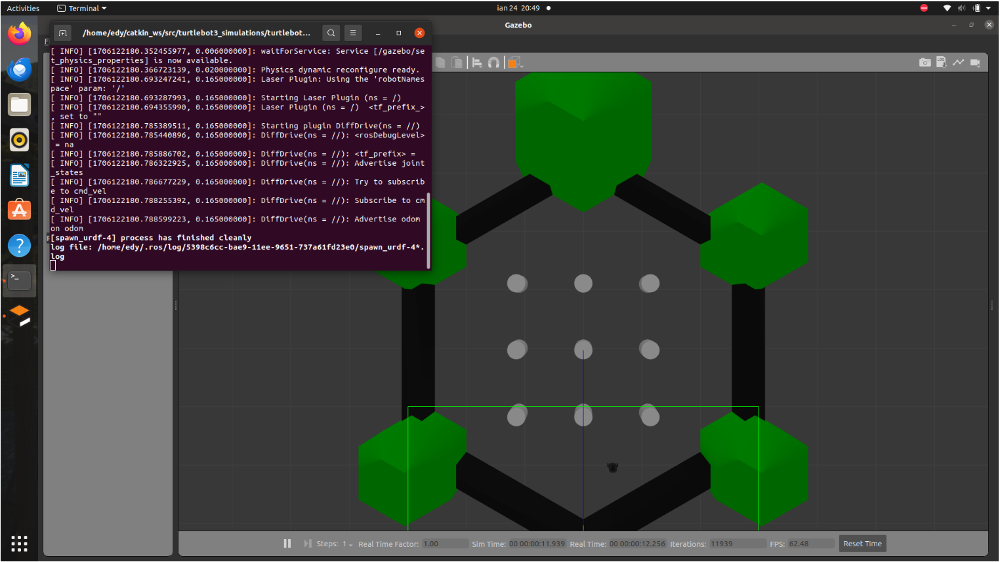 Activities
Terminal
ian 24 20:49
Gazebo
/home/edy/catkin_ws/src/turtlebot3_simulations/turtlebot...
F
[ INFO] [1706122180.352455977, 0.006000000]: waitForService: Service [/gazebo/se
t_physics_properties] is now available.
[ INFO] [1706122180.366723139, 0.020000000]: Physics dynamic reconfigure ready.
[ INFO] [1706122180.693247241, 0.165000000]: Laser Plugin: Using the 'robotNames
pace' param: '/'
[ INFO] [1706122180.693287993, 0.165000000]: Starting Laser Plugin (ns = /)
[ INFO] [1706122180.694355990, 0.165000000]: Laser Plugin (ns = /)  <tf_prefix_>
, set to ""
[ INFO] [1706122180.785389511, 0.165000000]: Starting plugin DiffDrive(ns = //)
[ INFO] [1706122180.785440896, 0.165000000]: DiffDrive(ns = //): <rosDebugLevel>
 = na
[ INFO] [1706122180.785886702, 0.165000000]: DiffDrive(ns = //): <tf_prefix> =
[ INFO] [1706122180.786322925, 0.165000000]: DiffDrive(ns = //): Advertise joint
_states
[ INFO] [1706122180.786677229, 0.165000000]: DiffDrive(ns = //): Try to subscrib
e to cmd_vel
[ INFO] [1706122180.788255392, 0.165000000]: DiffDrive(ns = //): Subscribe to cm
d_vel
[ INFO] [1706122180.788599223, 0.165000000]: DiffDrive(ns = //): Advertise odom
on odom
[spawn_urdf-4] process has finished cleanly
log file: /home/edy/.ros/log/5398c6cc-bae9-11ee-9651-737a61fd23e0/spawn_urdf-4*.
log
LOG
Steps: 1
Real Time Factor: 1.00
Sim Time: 00 00:00:11.939
Real Time: 00 00:00:12.256
Iterations: 11939
FPS: 62.48
Reset Time